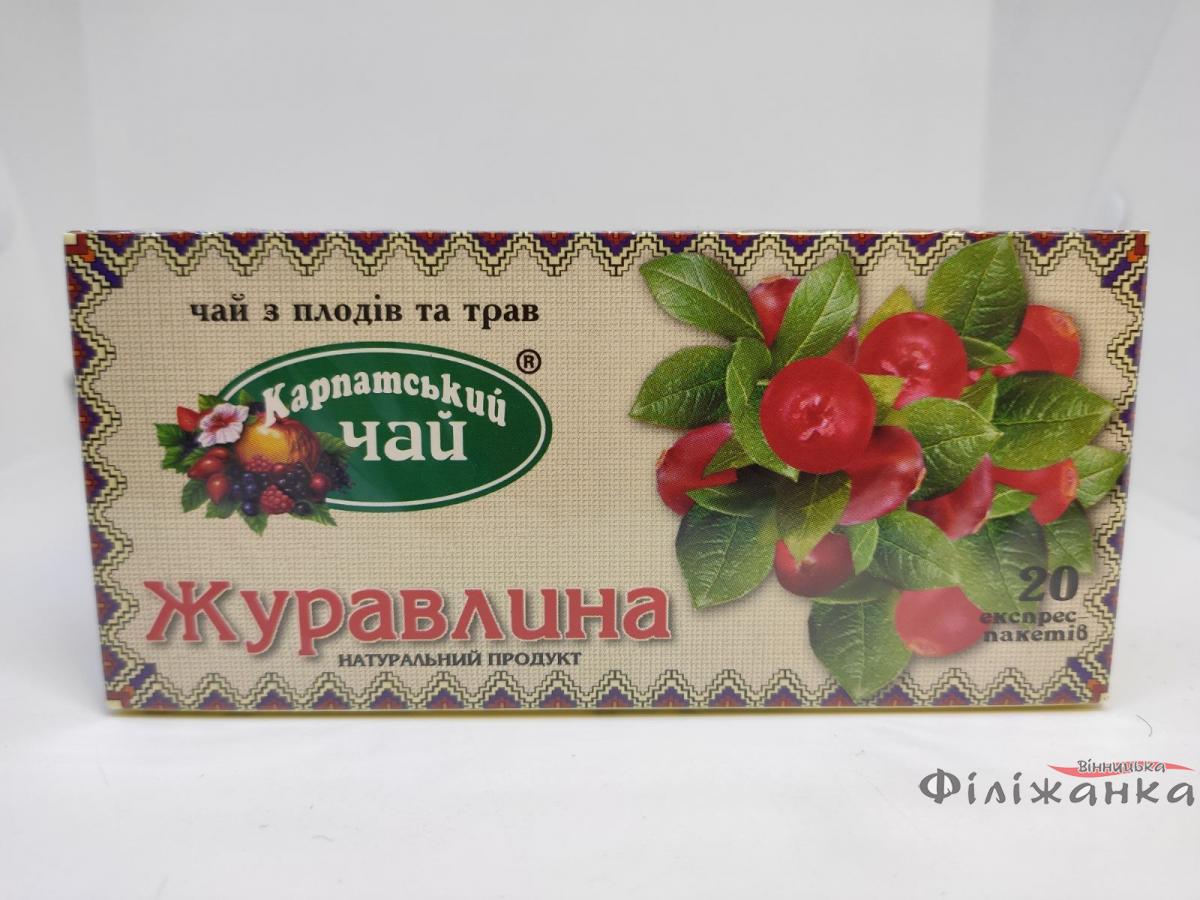 чай з плодів та трав
®
Карпатський
чай
Журавлина
НАТУРАЛЬНИЙ ПРОДУКТ
20
експрес
пакетів
Вінницька
Філіжанка